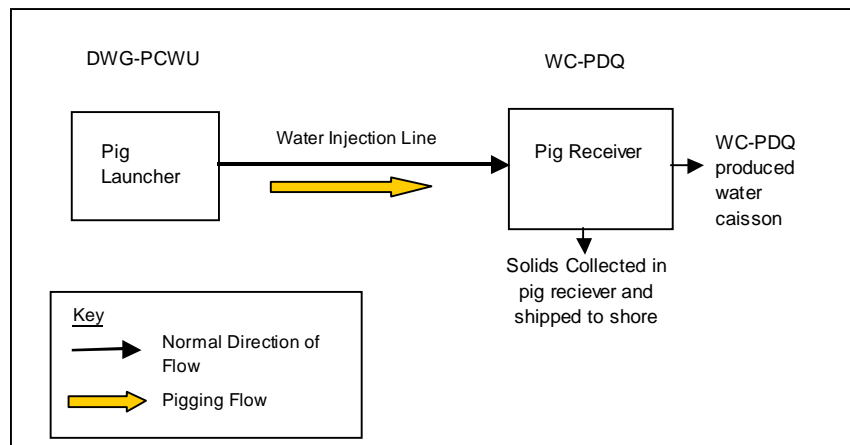 DWG-PCWU
WC-PDQ
Pig
Launcher
Water Injection Line
Pig Receiver
WC-PDQ
produced
water
caisson
Solids Collected in
pig reciever and
shipped to shore
Key
Normal Direction of
Flow
Pigging Flow